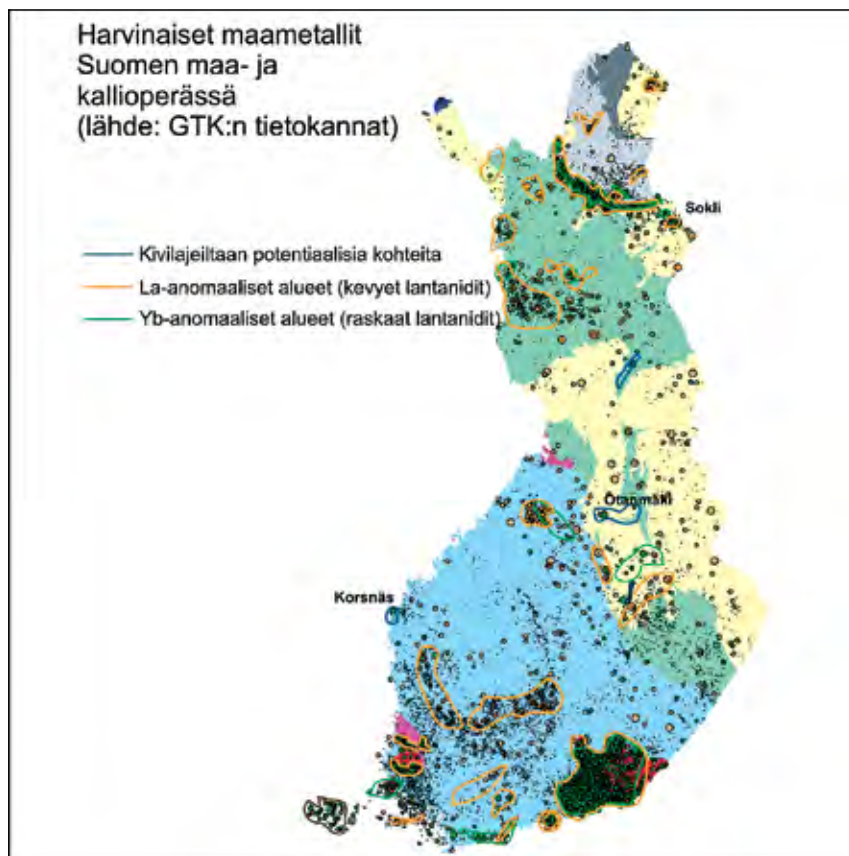 Harvinaiset maametallit
Suomen maa- ja
kallioperässä
(lähde: GTK:n tietokannat)
Sokli
Kivilajeiltaan potentiaalisia kohteita
La-anomaaliset alueet (kevyet lantanidit)
Yb-anomaaliset alueet (raskaat lantanidit)
Otanmäki
Korsnäs